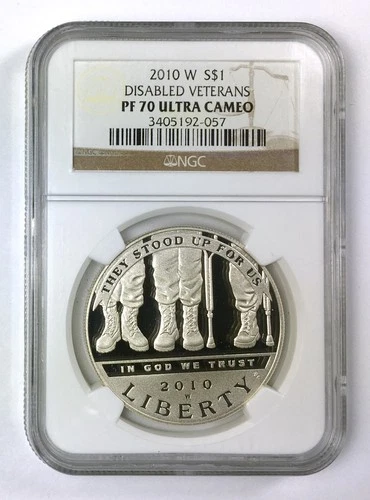 2010 W S$1
DISABLED VETERANS
PF 70 ULTRA CAMEO
3405192-057
NGC
THEY STOOD UP FOR US
IN GOD WE TRUST
2010
W
LIBERTY